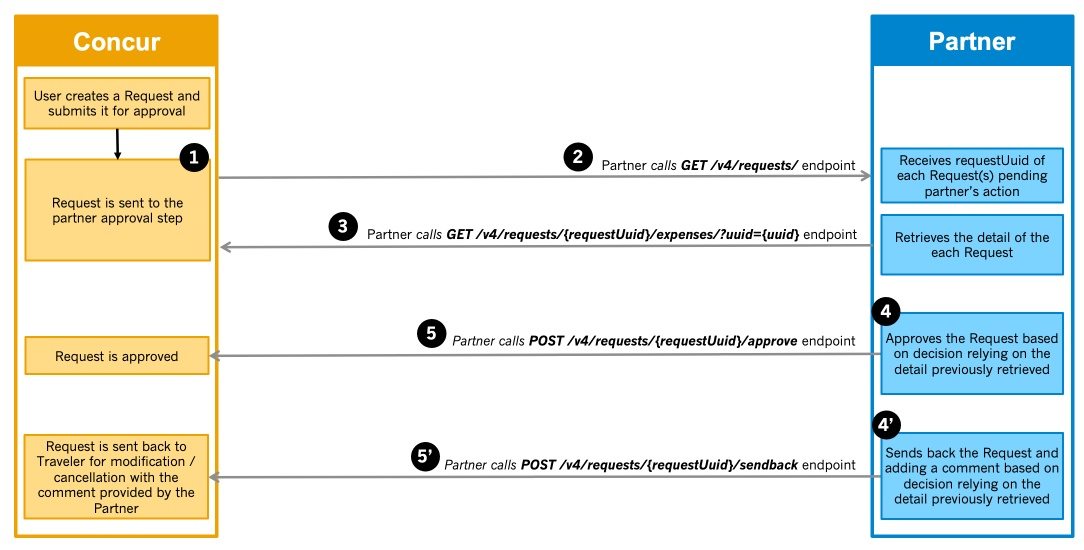 Concur
Partner
User creates a Request and
submits it for approval
1
Request is sent to the
partner approval step
2
Partner calls GET /v4/requests/ endpoint
Receives requestUuid of
each Request(s) pending
partner's action
3
Partner calls GET /v4/requests/{requestUuid}/expenses/?uuid={uuid} endpoint
Retrieves the detail of the
each Request
4
Approves the Request based
on decision relying on the
detail previously retrieved
5
Partner calls POST /v4/requests/{requestUuid}/approve endpoint
Request is approved
4’
Sends back the Request and
adding a comment based on
decision relying on the
detail previously retrieved
5’
Partner calls POST /v4/requests/{requestUuid}/sendback endpoint
Request is sent back to
Traveler for modification /
cancellation with the
comment provided by the
Partner